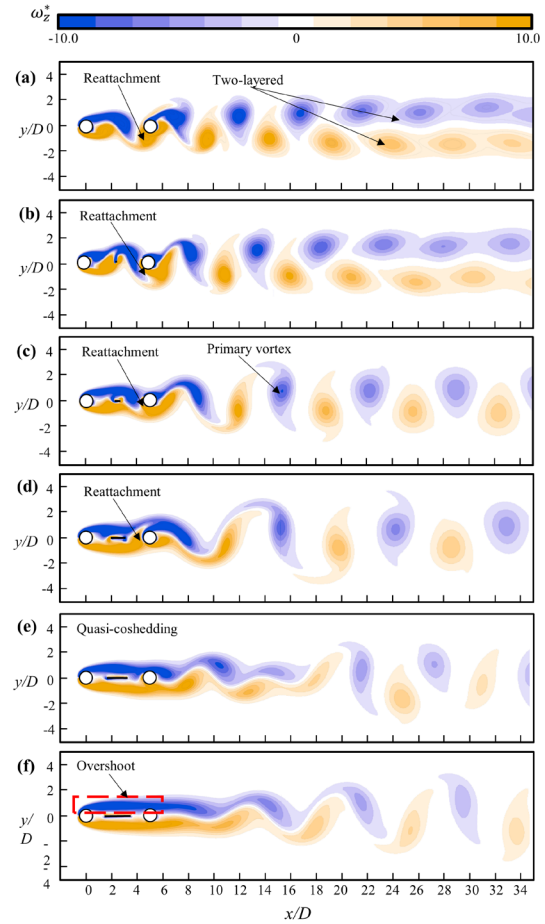 ω*z
-10.0 0 10.0
(a)
4
2
0
-2
-4
y/D
Reattachment
Two-layered
(b)
4
2
0
-2
-4
y/D
Reattachment
(c)
4
2
0
-2
-4
y/D
Reattachment
Primary vortex
(d)
4
2
0
-2
-4
y/D
Reattachment
(e)
4
2
0
-2
-4
y/D
Quasi-coshedding
(f)
4
2
0
-
2
-
4
y/
D
Overshoot
0 2 4 6 8 10 12 14 16 18 20 22 24 26 28 30 32 34
x/D